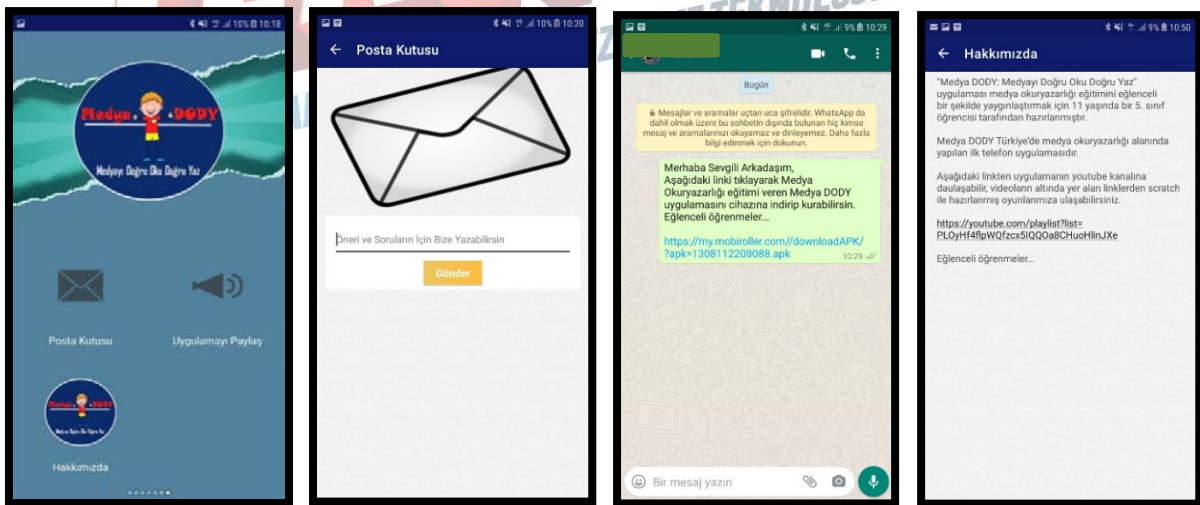 10% 10:18
Medya DODY
Medyayı Doğru Oku Doğru Yaz
Posta Kutusu
Uygulamayı Paylaş
Hakkımızda
10% 10:20
Posta Kutusu
Öneri ve Soruların İçin Bize Yazabilirsin
Gönder
9% 10:29
Bugün
Mesajlar ve aramalar uçtan uca şifrelidir. WhatsApp da
dahil olmak üzere bu sohbetin dışında bulunan hiç kimse
mesaj ve aramalarınızı okuyamaz ve dinleyemez. Daha fazla
bilgi edinmek için dokunun.
Merhaba Sevgili Arkadaşım,
Aşağıdaki linki tıklayarak Medya
Okuryazarlığı eğitimi veren Medya DODY
uygulamasını cihazına indirip kurabilirsin.
Eğlenceli öğrenmeler...
https://my.mobiroller.com//downloadAPK/
?apk=1308112208088.apk
10:29
Bir mesaj yazın
9% 10:50
Hakkımızda
"Medya DODY: Medyayı Doğru Oku Doğru Yaz"
uygulaması medya okuryazarlığı eğitimini eğlenceli
bir şekilde yaygınlaştırmak için 11 yaşında bir 5. sınıf
öğrencisi tarafından hazırlanmıştır.
Medya DODY Türkiye'de medya okuryazarlığı alanında
yapılan ilk telefon uygulamasıdır.
Aşağıdaki linkten uygulamanın youtube kanalına
daulaşabilir, videoların altında yer alan linklerden scratch
ile hazırlanmış oyunlarımıza ulaşabilirsiniz.
https://youtube.com/playlist?list=
PLOyHf4flpWQfzcx5IQQOa8CHuoHlinJXe
Eğlenceli öğrenmeler...